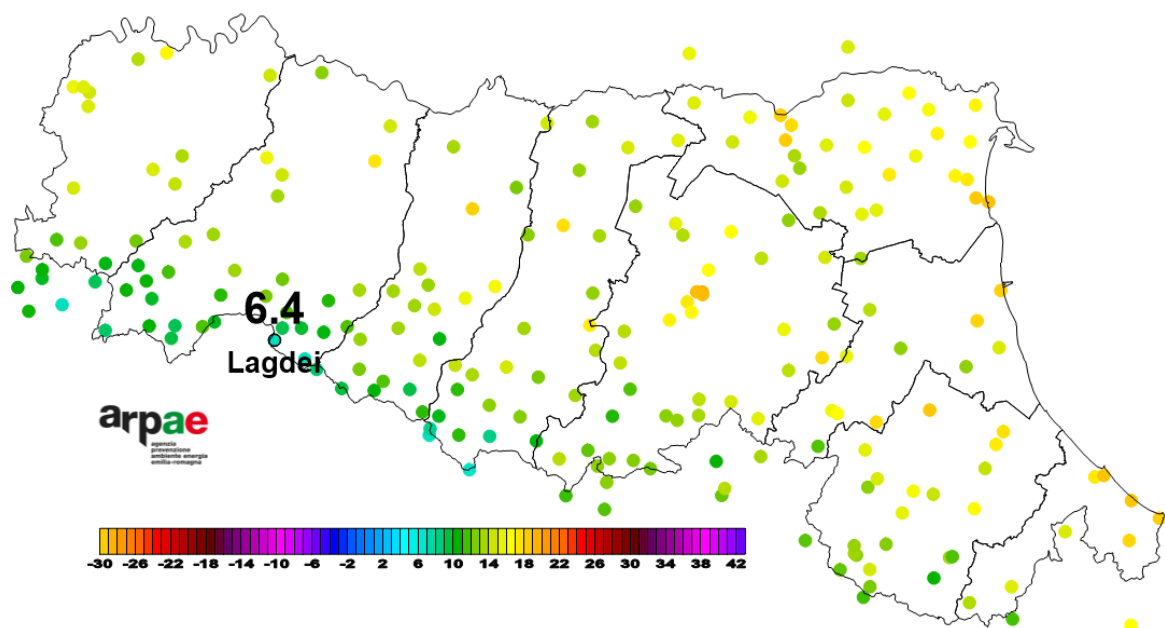 6.4
Lagdei
arpae
agenzia
prevenzione
ambiente energia
emilia-romagna
-30 -26 -22 -18 -14 -10 -6 -2 2 6 10 14 18 22 26 30 34 38 42